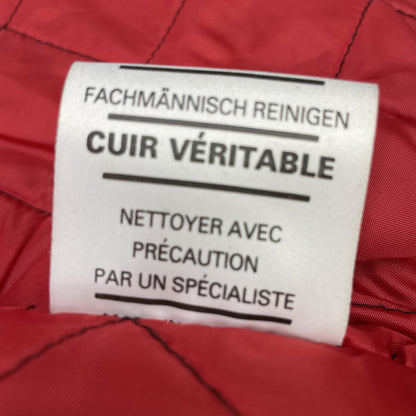 FACHMÄNNISCH REINIGEN
CUIR VÉRITABLE
NETTOYER AVEC
PRÉCAUTION
PAR UN SPÉCIALISTE